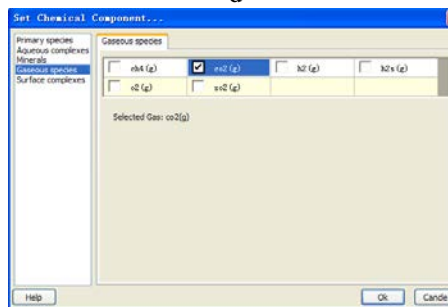 Set Chemical Component...
Primary species
Aqueous complexes
Minerals
Gaseous species
Surface complexes
Gaseous species
ch4(g) co2(g) h2(g) h2s(g)
o2(g) so2(g)
Selected Gas: co2(g)
Help Ok Cancle